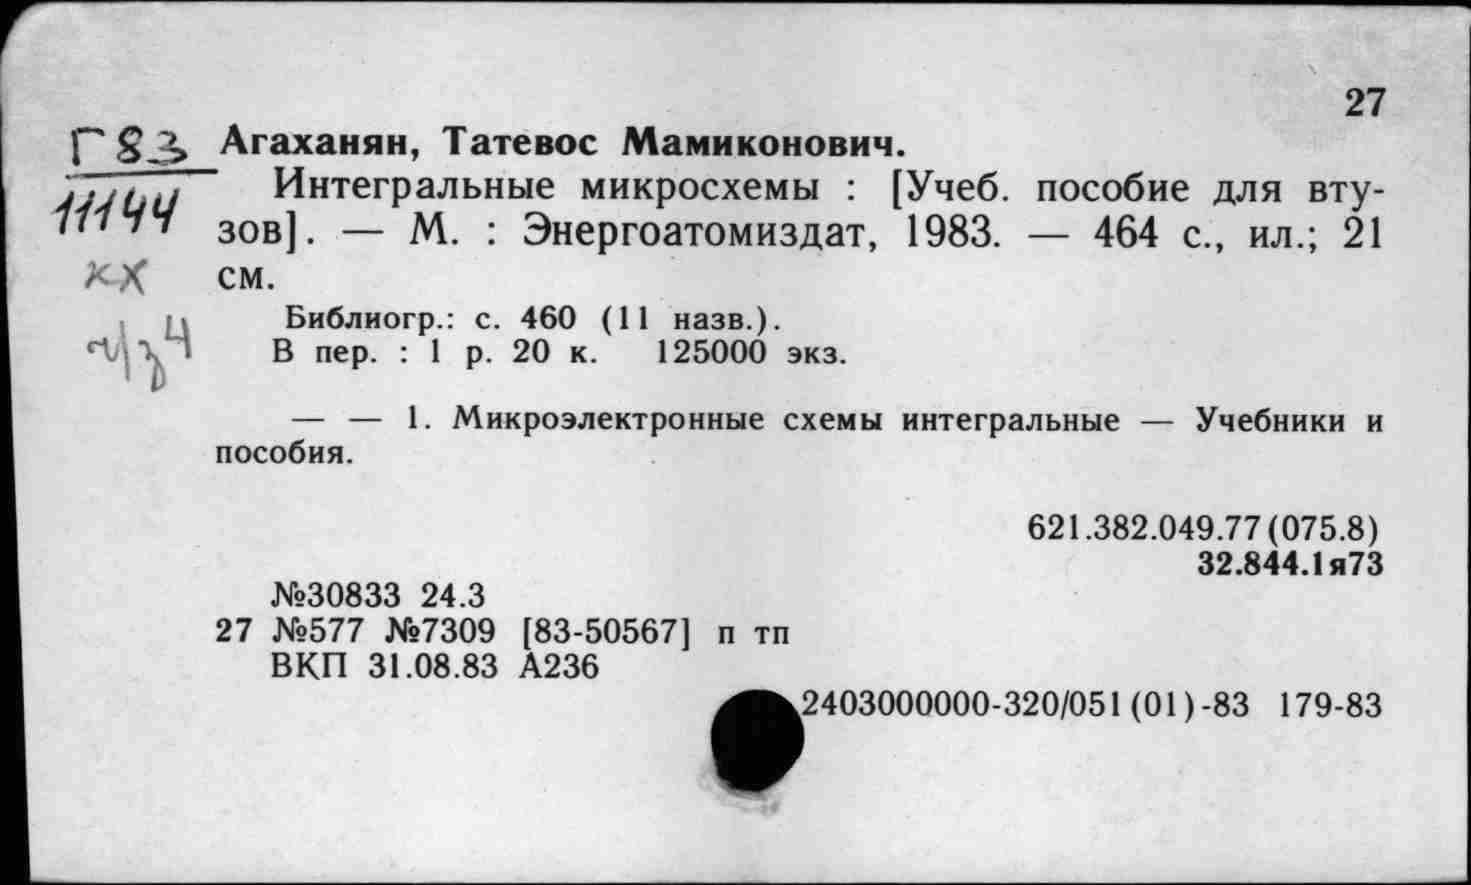 27
Г83 Агаханян, Татевос Мамиконович.
11144 Интегральные микросхемы : [Учеб. пособие для вту-
зов]. — М. : Энергоатомиздат, 1983. — 464 с., ил.; 21
кх см.
Библиогр.: с. 460 (11 назв.).
В пер. : 1 р. 20 к. 125000 экз.
— — 1. Микроэлектронные схемы интегральные — Учебники и
пособия.
621.382.049.77(075.8)
32.844.1я73
№30833 24.3
27 №577 №7309 [83-50567] п тп
ВКП 31.08.83 А236
2403000000-320/051(01)-83 179-83